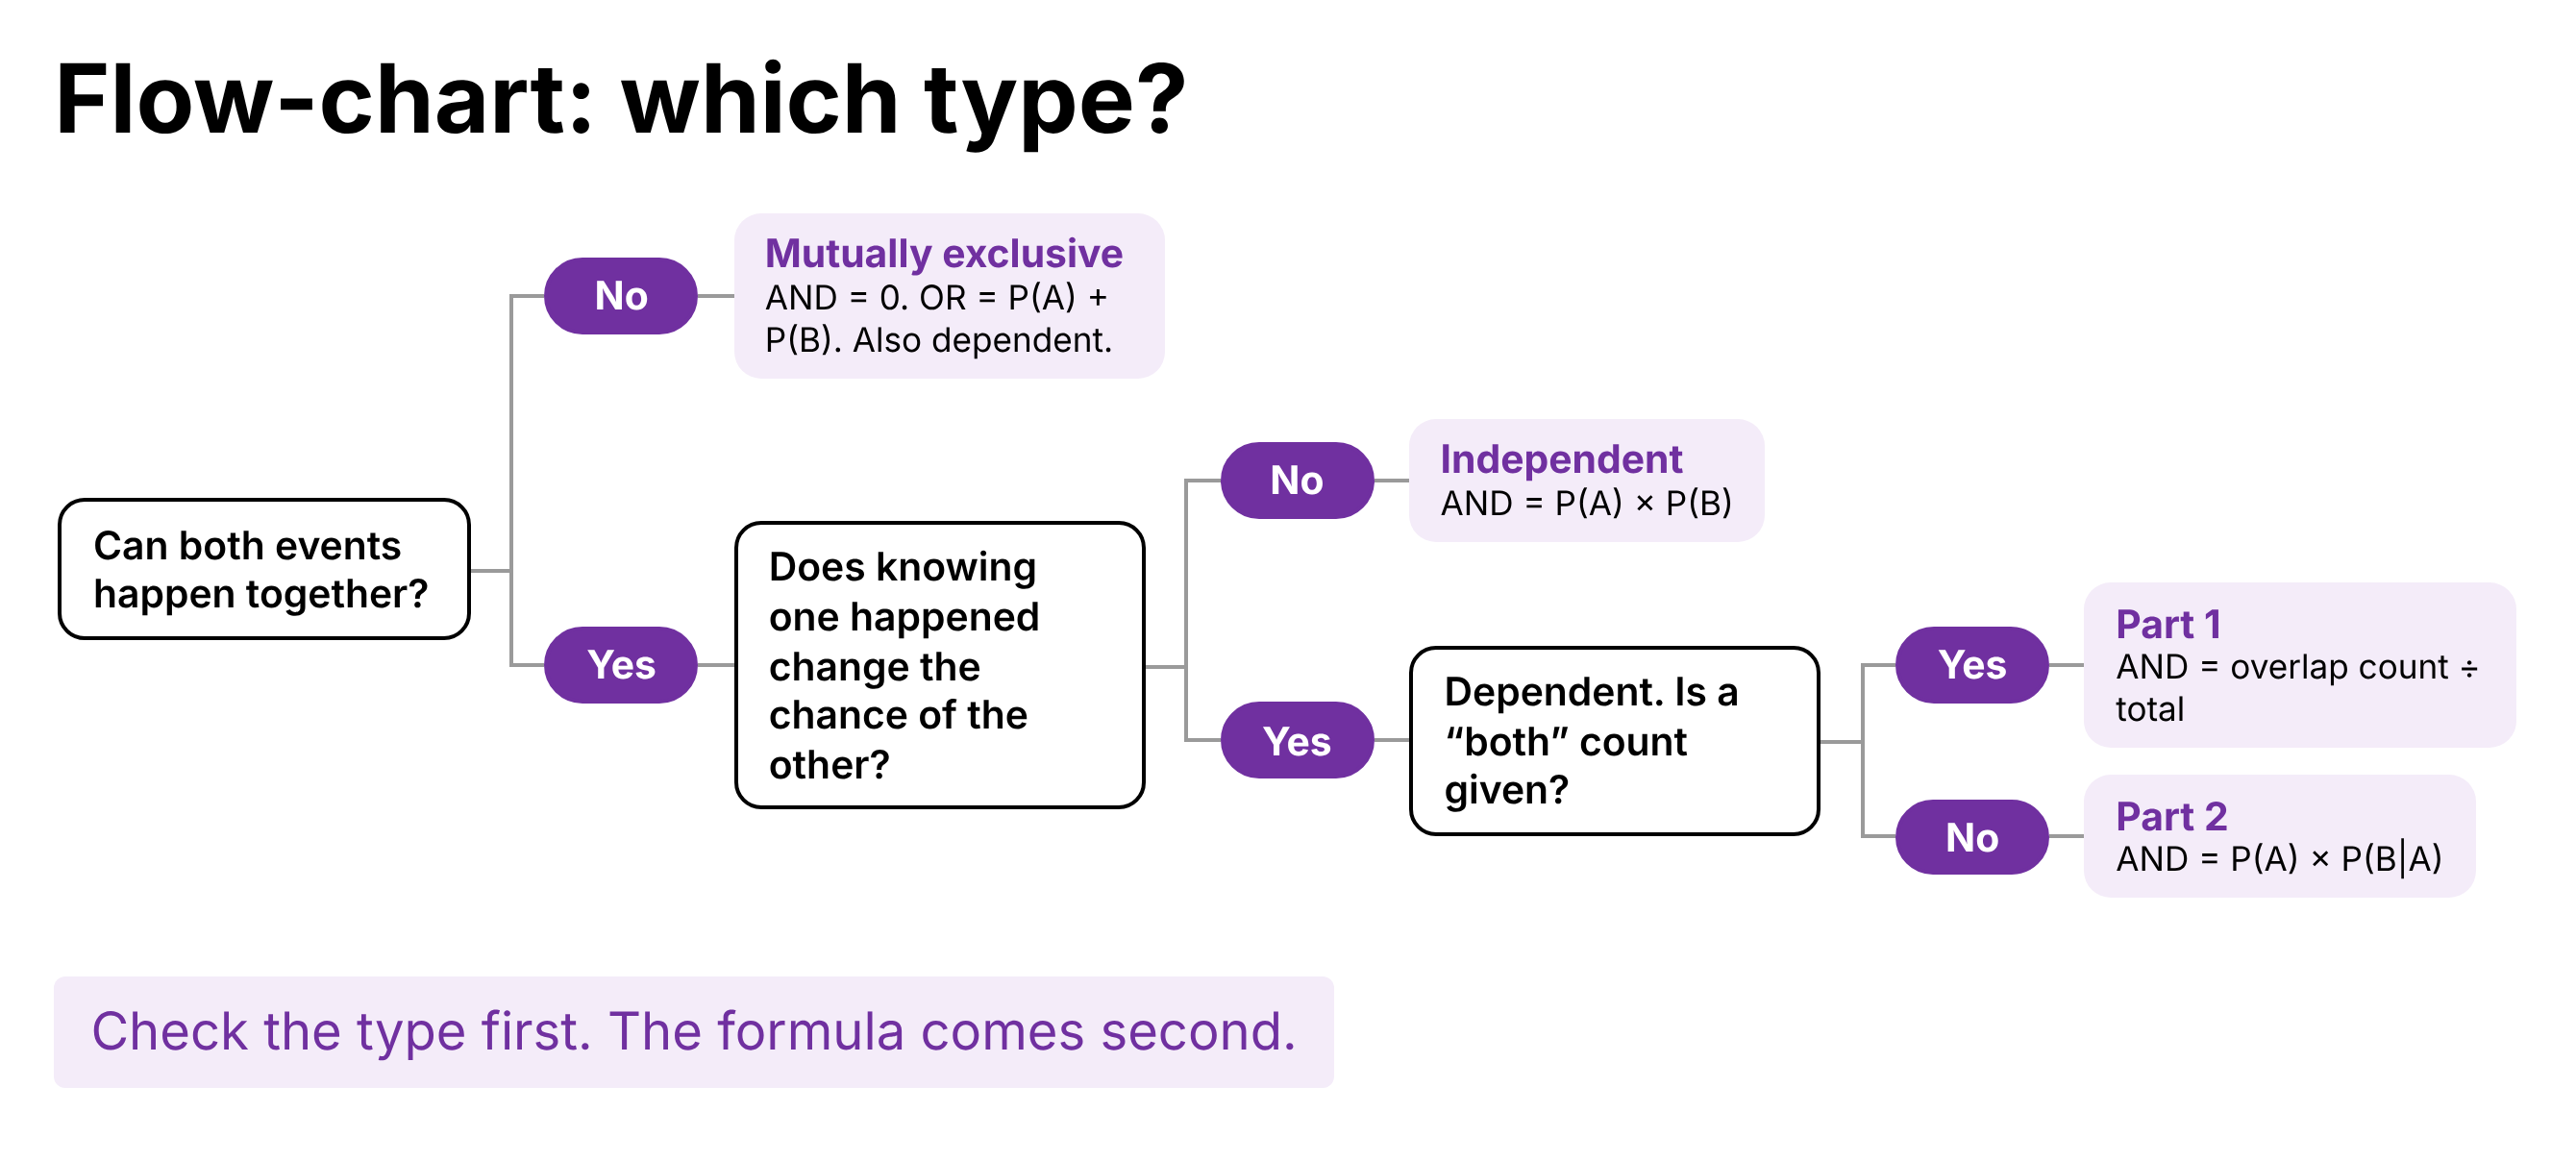 Flow-chart: which type?
No
Mutually exclusive
AND = 0. OR = P(A) +
P(B). Also dependent.
Can both events
happen together?
Yes
Does knowing
one happened
change the
chance of the
other?
No
Independent
AND = P(A) × P(B)
Yes
Dependent. Is a
“both” count
given?
Yes
Part 1
AND = overlap count ÷
total
No
Part 2
AND = P(A) × P(B|A)
Check the type first. The formula comes second.